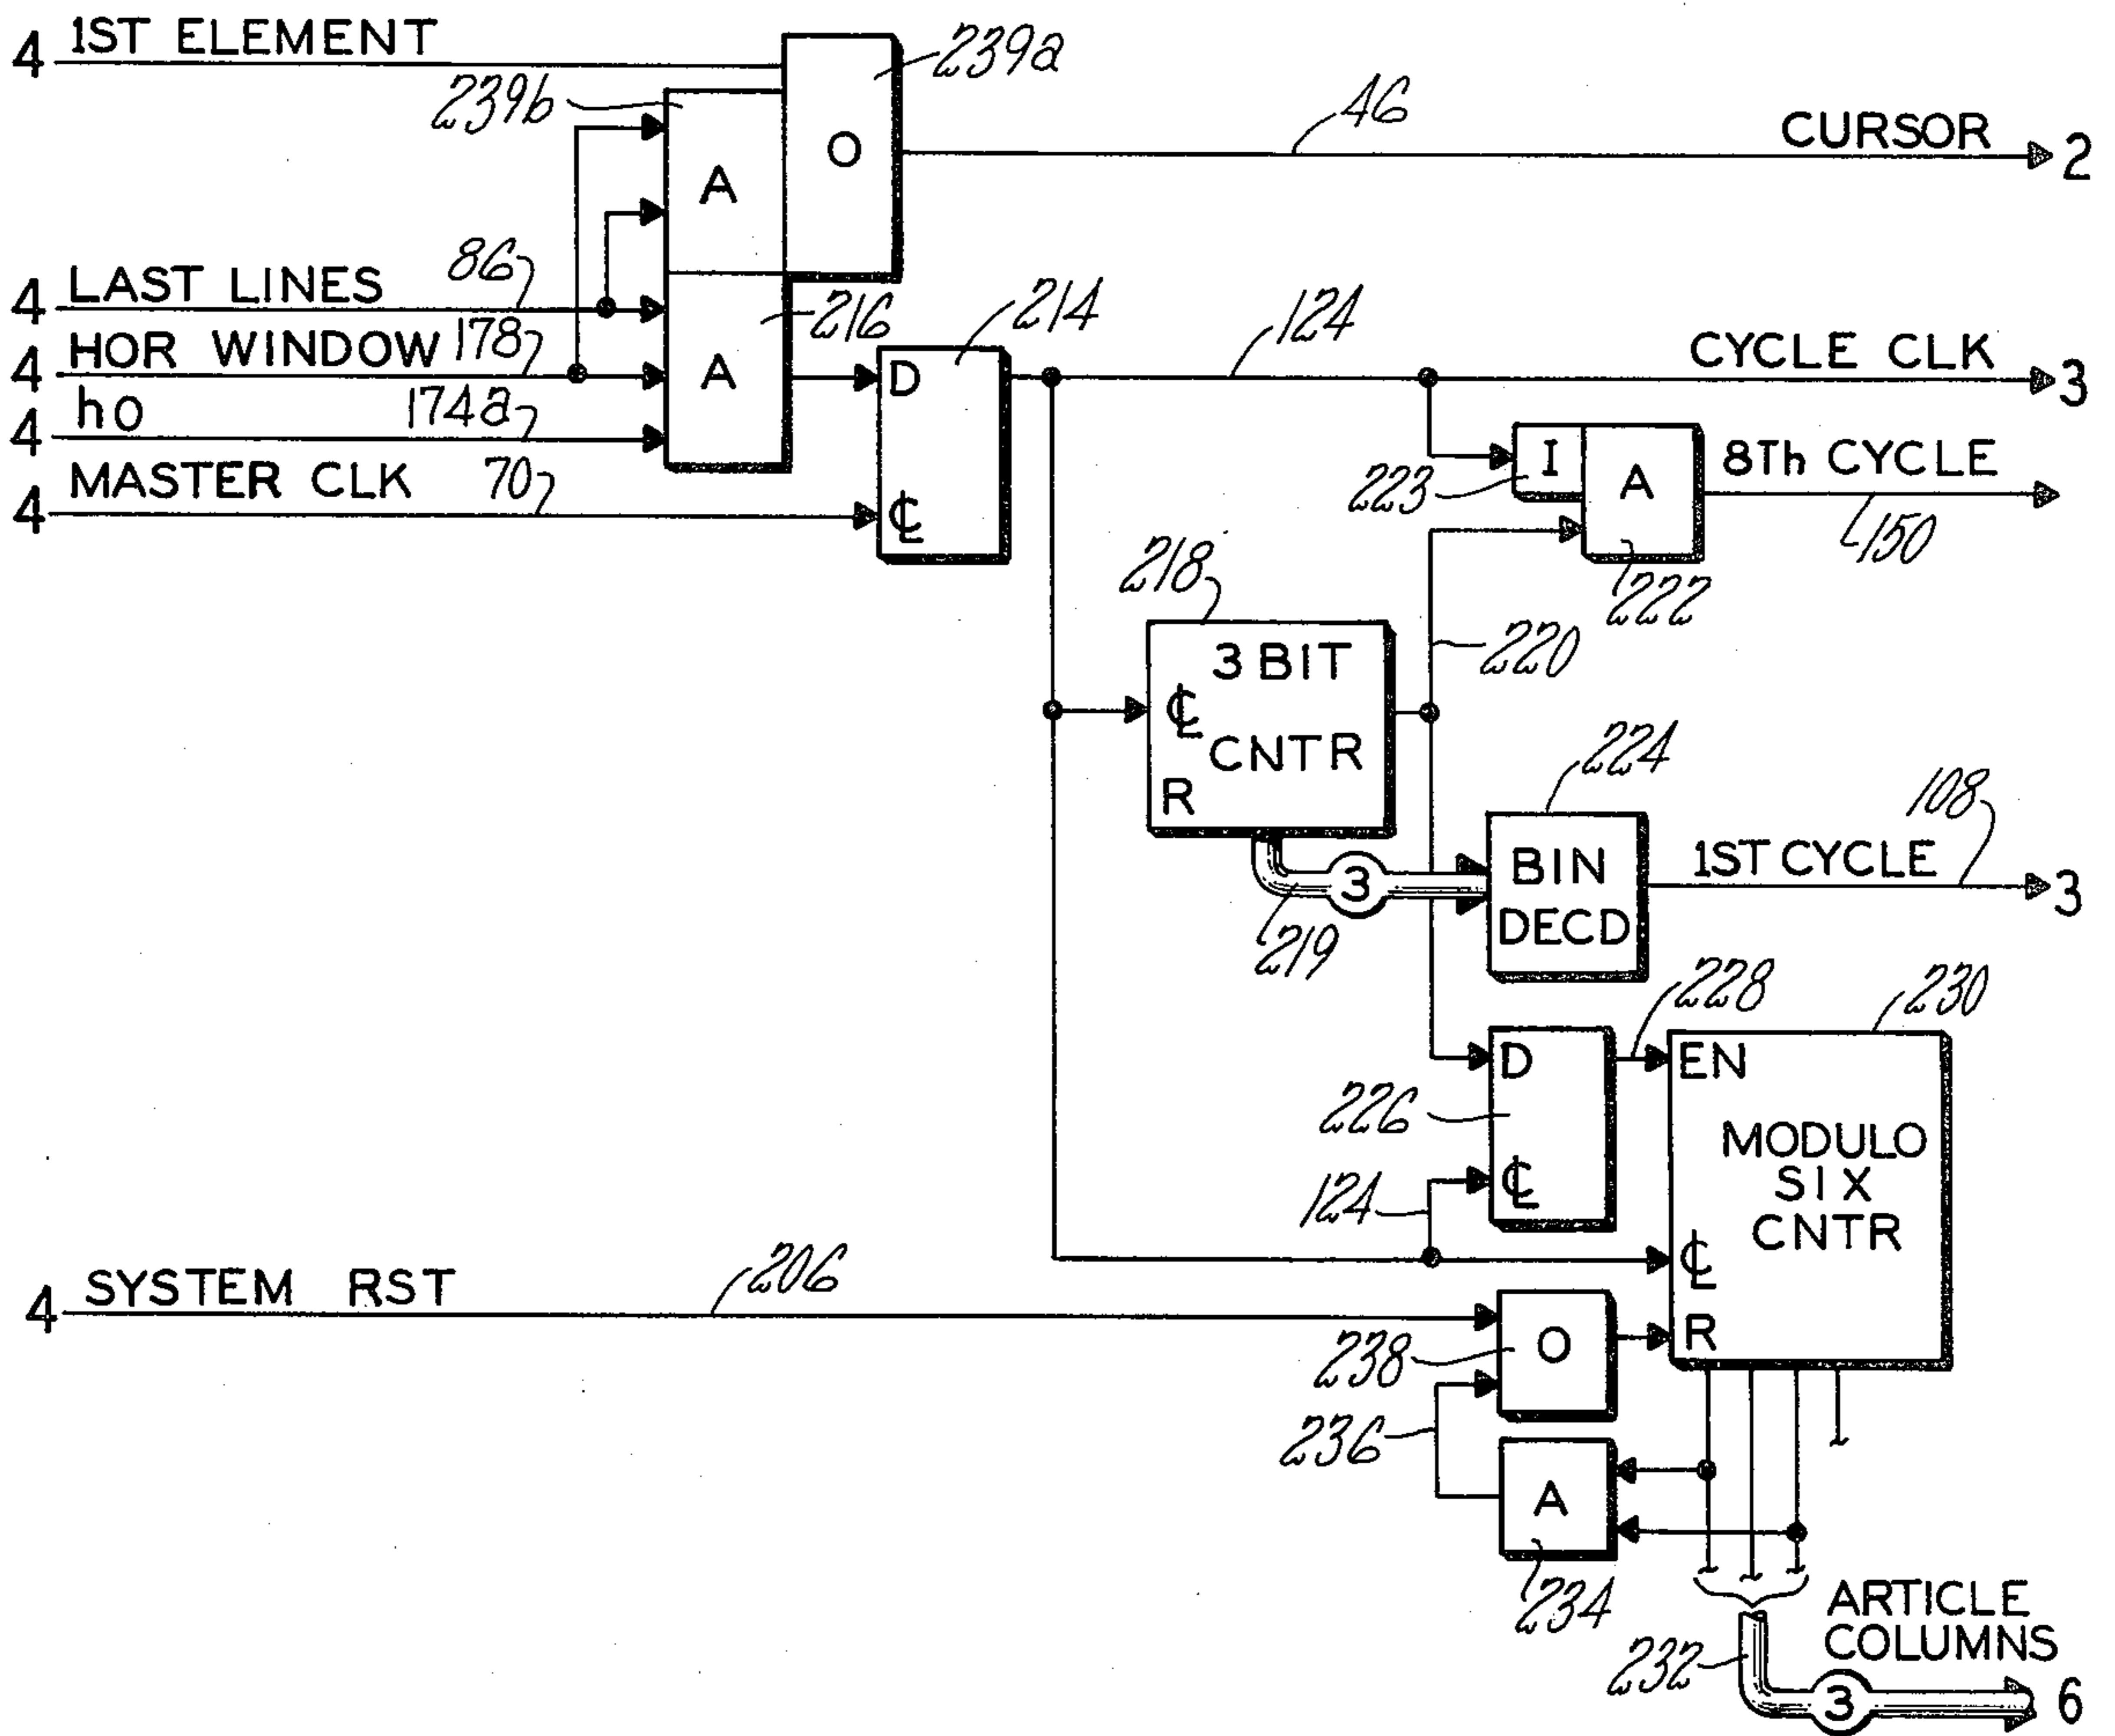 4 1ST ELEMENT
239a
239b
A
O
46
CURSOR
2
4 LAST LINES
86
4 HOR WINDOW
178
4 h0
174a
4 MASTER CLK
70
A
216
214
D
℄
124
CYCLE CLK
3
I
A
223
222
8Th CYCLE
150
218
3 BIT
℄
CNTR
R
220
219
3
224
BIN
DECD
1ST CYCLE
108
3
228
230
D
226
℄
124
EN
MODULO
SIX
CNTR
℄
R
4 SYSTEM RST
206
238
O
236
A
234
ARTICLE
COLUMNS
232
3
6